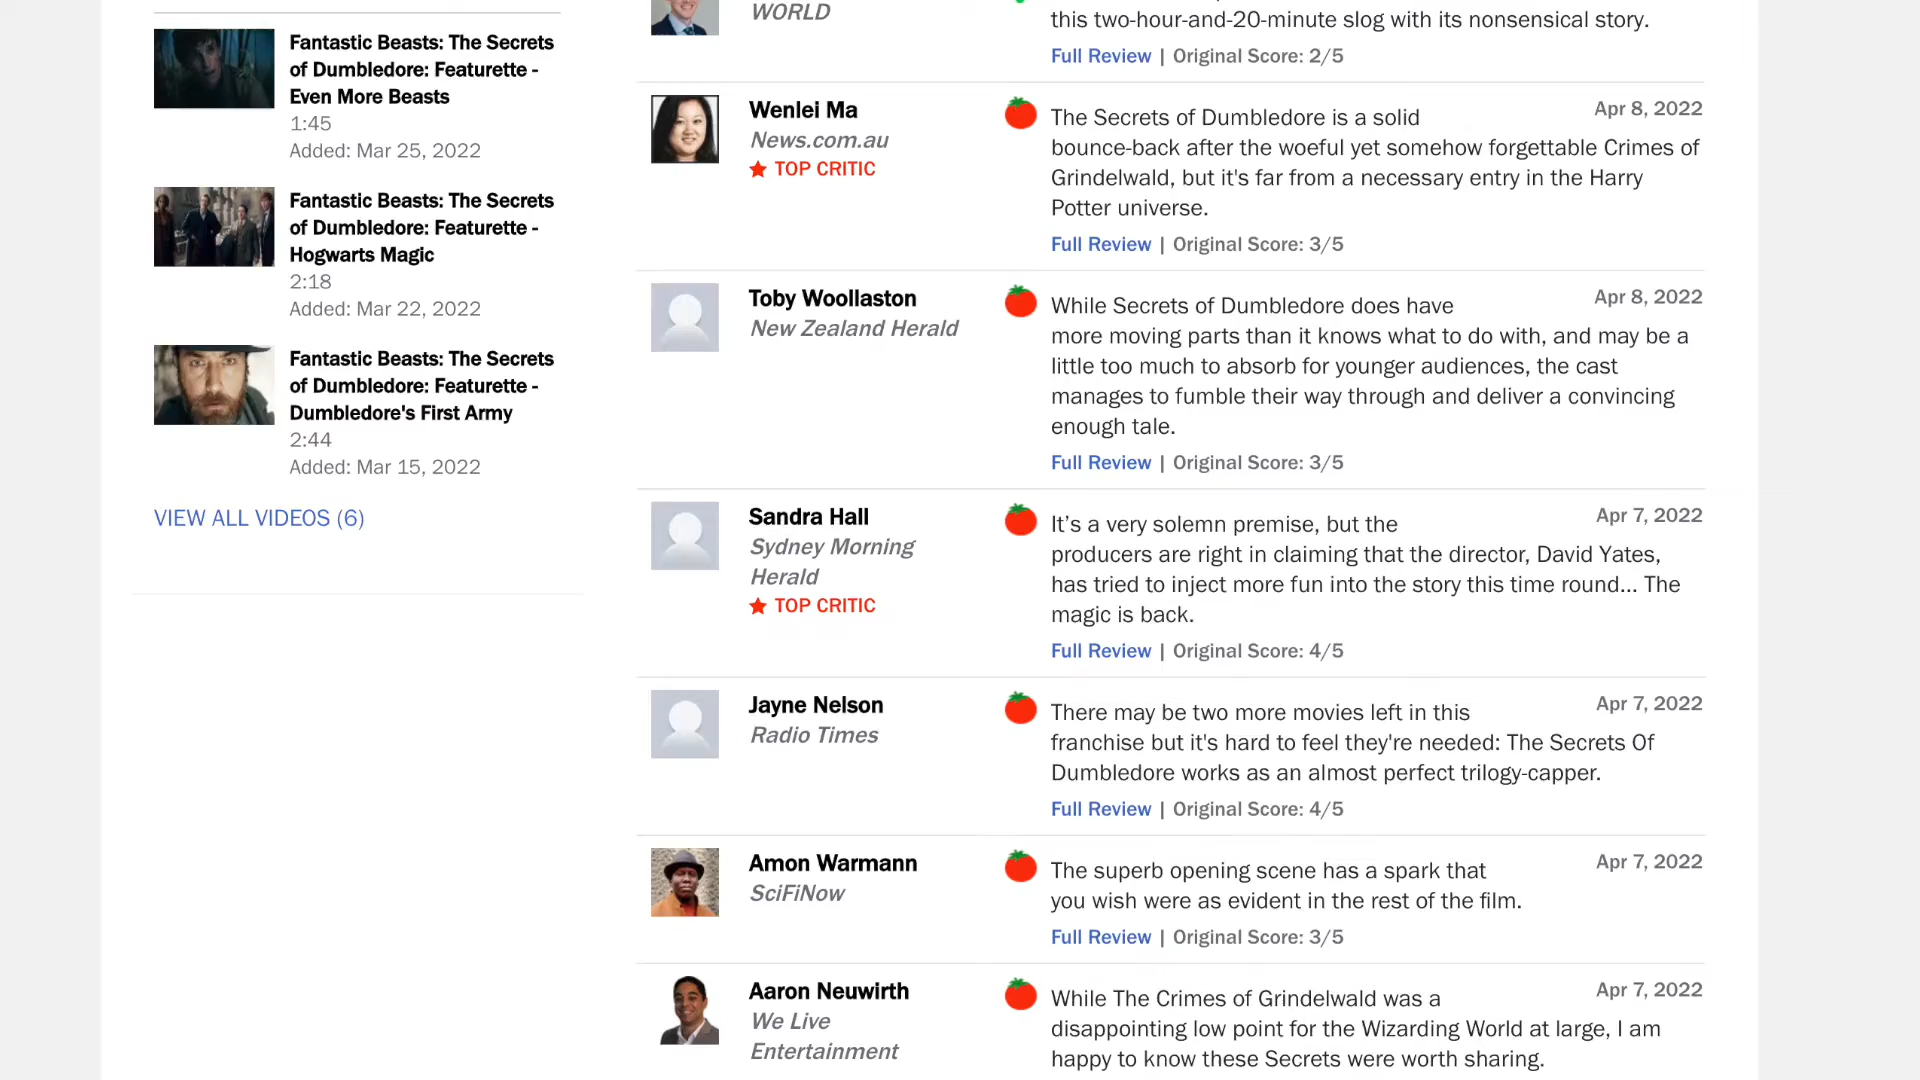 Fantastic Beasts: The Secrets
of Dumbledore: Featurette -
Even More Beasts
1:45
Added: Mar 25, 2022
Fantastic Beasts: The Secrets
of Dumbledore: Featurette -
Hogwarts Magic
2:18
Added: Mar 22, 2022
Fantastic Beasts: The Secrets
of Dumbledore: Featurette -
Dumbledore's First Army
2:44
Added: Mar 15, 2022
VIEW ALL VIDEOS (6)
WORLD
this two-hour-and-20-minute slog with its nonsensical story.
Full Review | Original Score: 2/5
Wenlei Ma
News.com.au
TOP CRITIC
Apr 8, 2022
The Secrets of Dumbledore is a solid
bounce-back after the woeful yet somehow forgettable Crimes of
Grindelwald, but it's far from a necessary entry in the Harry
Potter universe.
Full Review | Original Score: 3/5
Toby Woollaston
New Zealand Herald
Apr 8, 2022
While Secrets of Dumbledore does have
more moving parts than it knows what to do with, and may be a
little too much to absorb for younger audiences, the cast
manages to fumble their way through and deliver a convincing
enough tale.
Full Review | Original Score: 3/5
Sandra Hall
Sydney Morning
Herald
TOP CRITIC
Apr 7, 2022
It’s a very solemn premise, but the
producers are right in claiming that the director, David Yates,
has tried to inject more fun into the story this time round... The
magic is back.
Full Review | Original Score: 4/5
Jayne Nelson
Radio Times
Apr 7, 2022
There may be two more movies left in this
franchise but it's hard to feel they're needed: The Secrets Of
Dumbledore works as an almost perfect trilogy-capper.
Full Review | Original Score: 4/5
Amon Warmann
SciFiNow
Apr 7, 2022
The superb opening scene has a spark that
you wish were as evident in the rest of the film.
Full Review | Original Score: 3/5
Aaron Neuwirth
We Live
Entertainment
Apr 7, 2022
While The Crimes of Grindelwald was a
disappointing low point for the Wizarding World at large, I am
happy to know these Secrets were worth sharing.